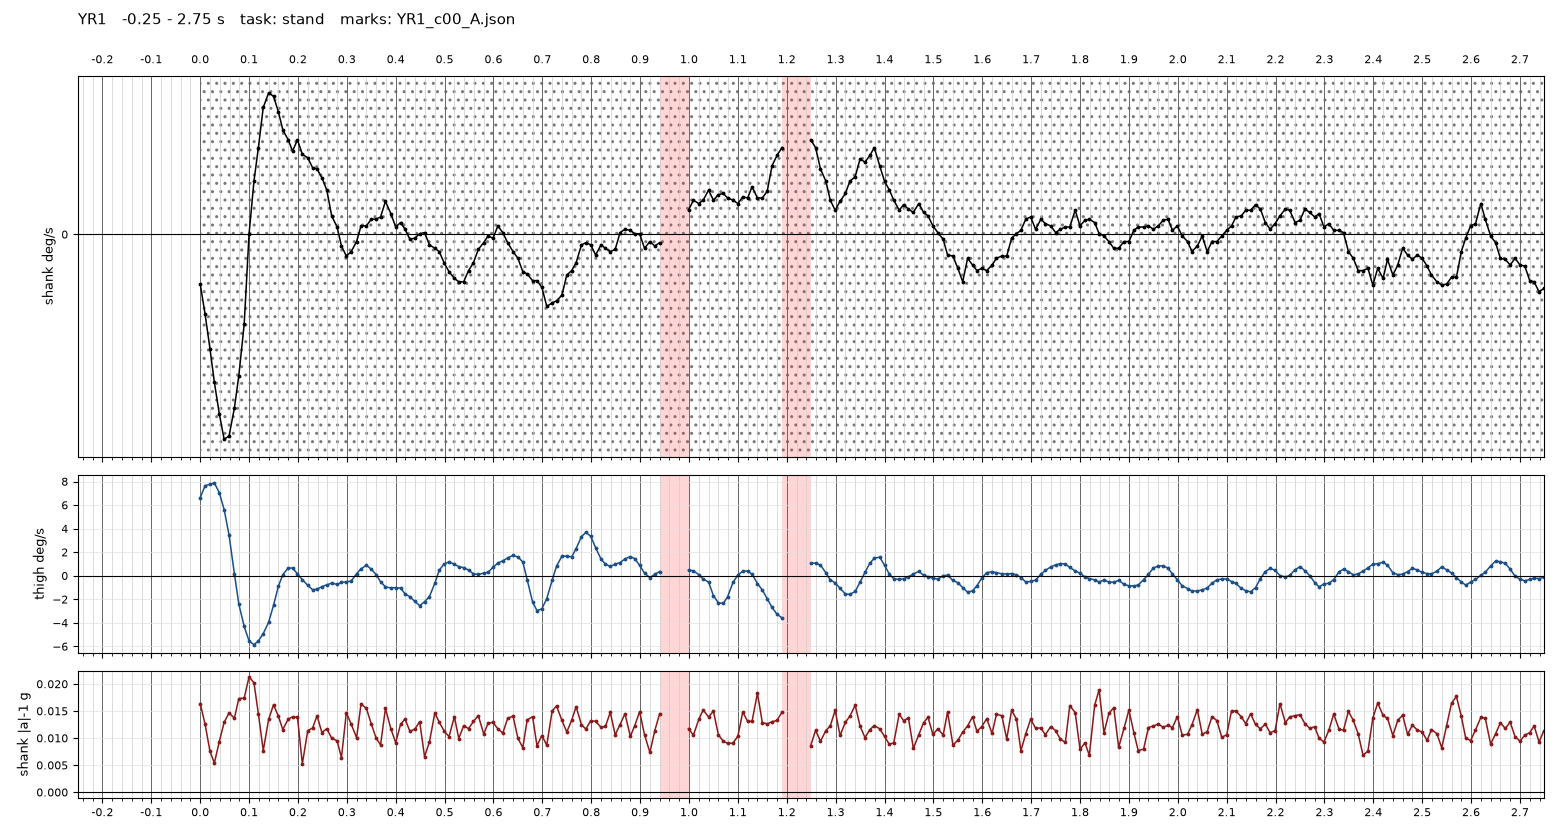 YR1 -0.25 - 2.75 s task: stand marks: YR1_c00_A.json
-0.2 -0.1 0.0 0.1 0.2 0.3 0.4 0.5 0.6 0.7 0.8 0.9 1.0 1.1 1.2 1.3 1.4 1.5 1.6 1.7 1.8 1.9 2.0 2.1 2.2 2.3 2.4 2.5 2.6 2.7
shank deg/s
0
thigh deg/s
8
6
4
2
0
−2
−4
−6
shank |a|-1 g
0.020
0.015
0.010
0.005
0.000
-0.2 -0.1 0.0 0.1 0.2 0.3 0.4 0.5 0.6 0.7 0.8 0.9 1.0 1.1 1.2 1.3 1.4 1.5 1.6 1.7 1.8 1.9 2.0 2.1 2.2 2.3 2.4 2.5 2.6 2.7